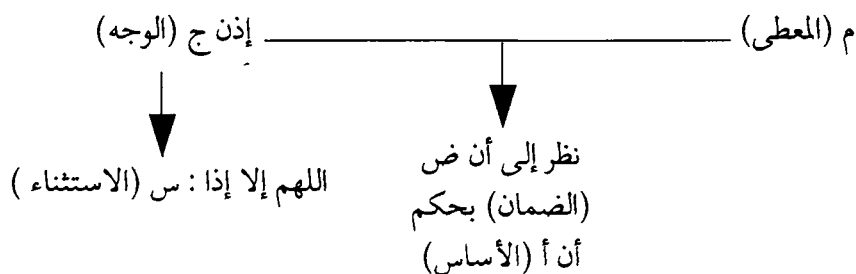 م (المعطى) إذن ج (الوجه)
نظر إلى أن ض
(الضمان) بحكم
أن أ (الأساس)
اللهم إلا إذا : س (الاستثناء )